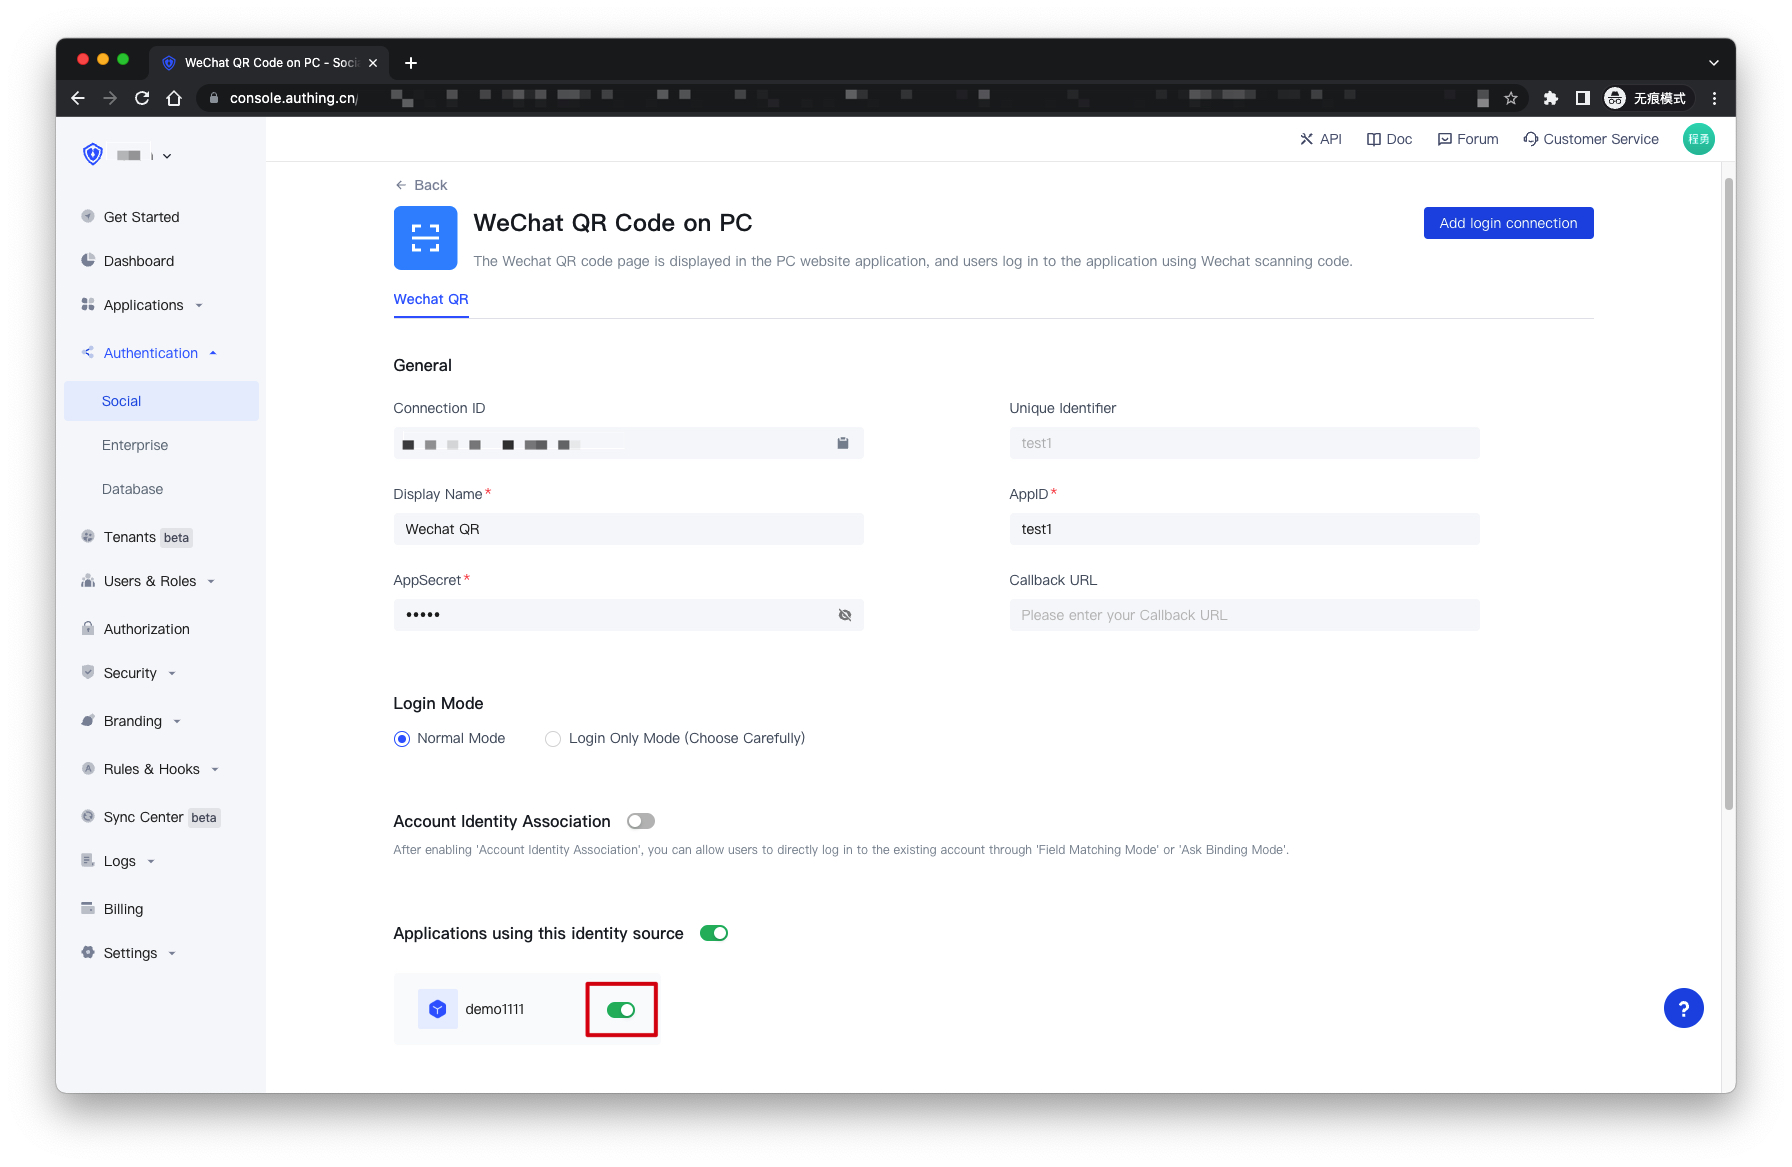 WeChat QR Code on PC - Soci
console.authing.cn/
无痕模式
API
Doc
Forum
Customer Service
程勇
Get Started
Dashboard
Applications
Authentication
Social
Enterprise
Database
Tenants beta
Users & Roles
Authorization
Security
Branding
Rules & Hooks
Sync Center beta
Logs
Billing
Settings
Back
WeChat QR Code on PC
Add login connection
The Wechat QR code page is displayed in the PC website application, and users log in to the application using Wechat scanning code.
Wechat QR
General
Connection ID
Unique Identifier
test1
Display Name*
AppID*
Wechat QR
test1
AppSecret*
Callback URL
•••••
Please enter your Callback URL
Login Mode
Normal Mode
Login Only Mode (Choose Carefully)
Account Identity Association
After enabling 'Account Identity Association', you can allow users to directly log in to the existing account through 'Field Matching Mode' or 'Ask Binding Mode'.
Applications using this identity source
demo1111
?